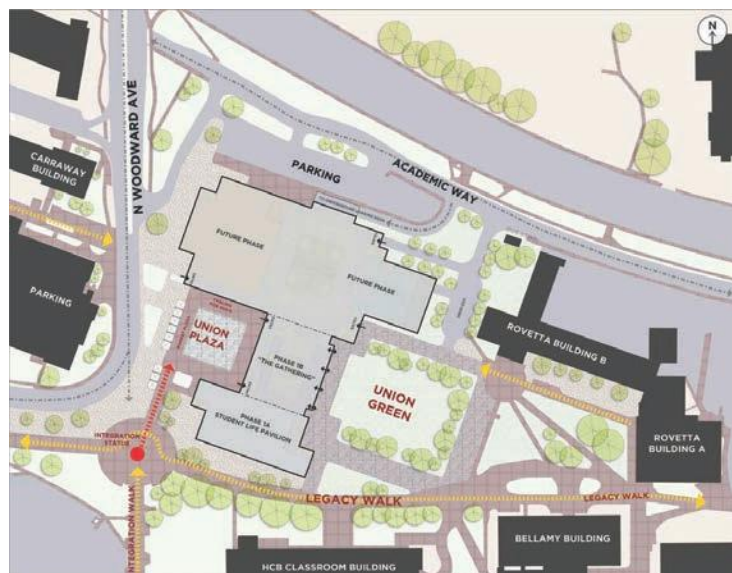 N
N WOODWARD AVE
CARRAWAY
BUILDING
PARKING
ACADEMIC WAY
FUTURE PHASE
FUTURE PHASE
PARKING
UNION
PLAZA
PHASE 1B
"THE GATHERING"
ROVETTA BUILDING B
UNION
GREEN
PHASE 1A
STUDENT LIFE PAVILION
INTEGRATION
STATUE
ROVETTA
BUILDING A
LEGACY WALK
LEGACY WALK
INTEGRATION WALK
BELLAMY BUILDING
HCB CLASSROOM BUILDING